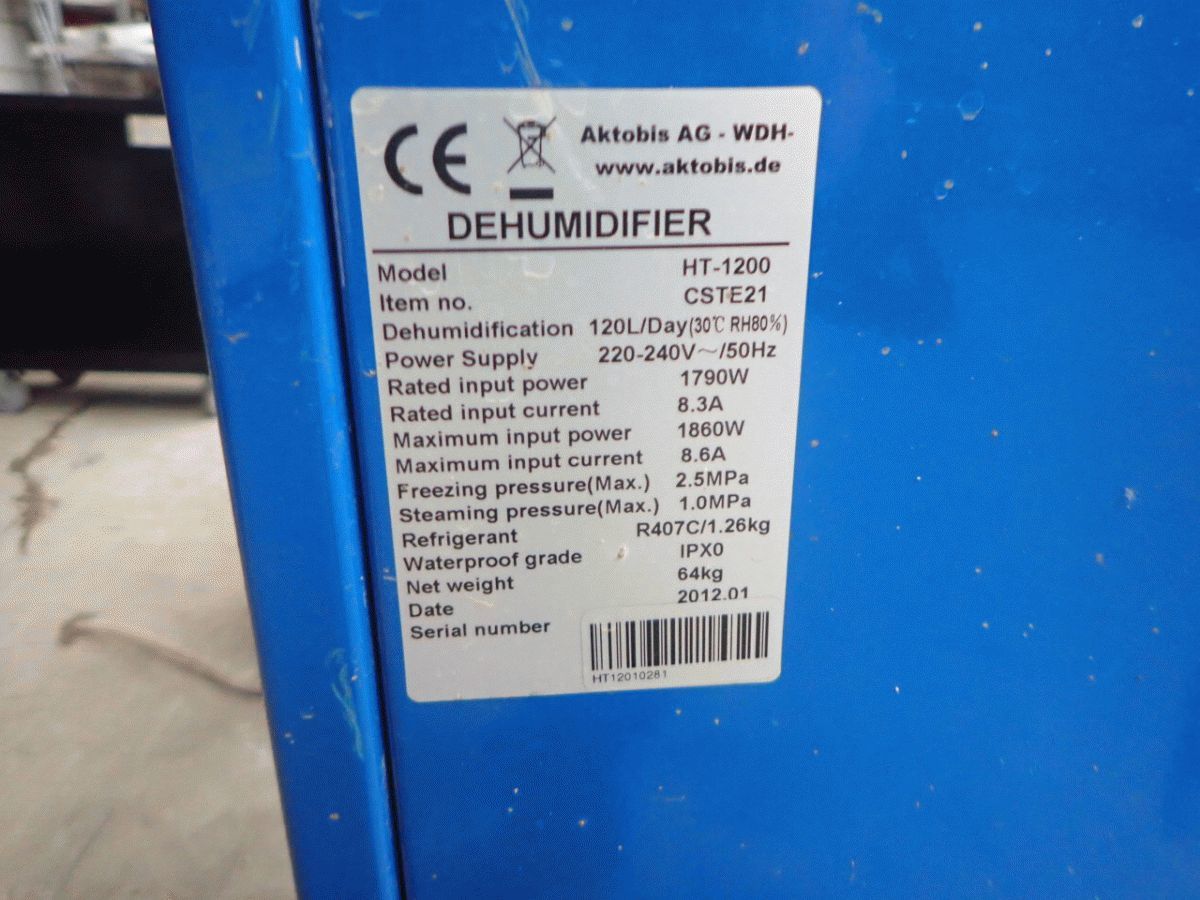 CE Aktobis AG - WDH-
www.aktobis.de
DEHUMIDIFIER
Model HT-1200
Item no. CSTE21
Dehumidification 120L/Day(30℃ RH80%)
Power Supply 220-240V～/50Hz
Rated input power 1790W
Rated input current 8.3A
Maximum input power 1860W
Maximum input current 8.6A
Freezing pressure(Max.) 2.5MPa
Steaming pressure(Max.) 1.0MPa
Refrigerant R407C/1.26kg
Waterproof grade IPX0
Net weight 64kg
Date 2012.01
Serial number
HT12010281